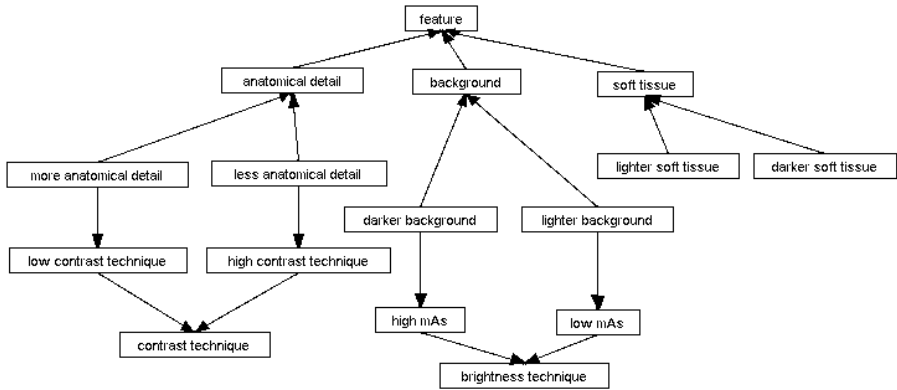 feature
anatomical detail
background
soft tissue
more anatomical detail
less anatomical detail
lighter soft tissue
darker soft tissue
darker background
lighter background
low contrast technique
high contrast technique
high mAs
low mAs
contrast technique
brightness technique